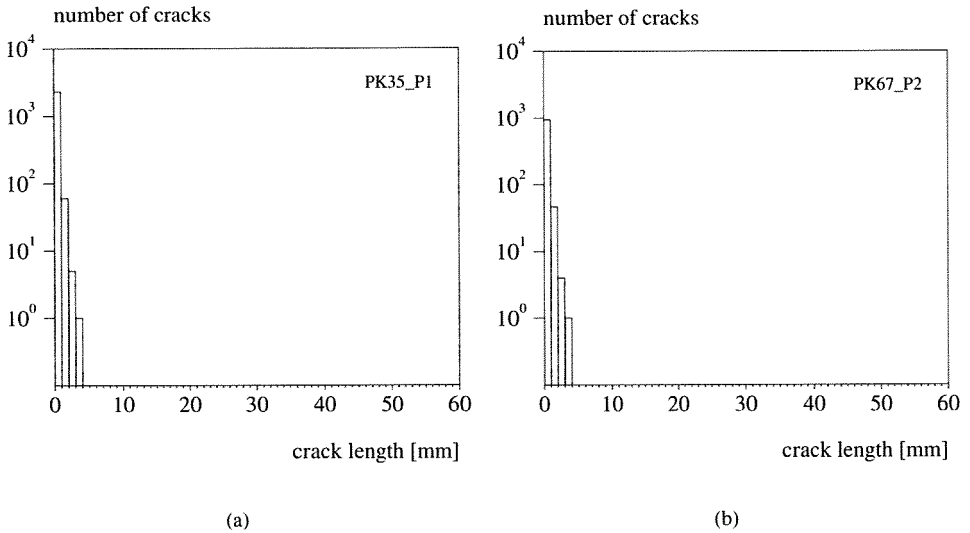 number of cracks
10^4
10^3
10^2
10^1
10^0
PK35_P1
0 10 20 30 40 50 60
crack length [mm]
(a)
number of cracks
10^4
10^3
10^2
10^1
10^0
PK67_P2
0 10 20 30 40 50 60
crack length [mm]
(b)